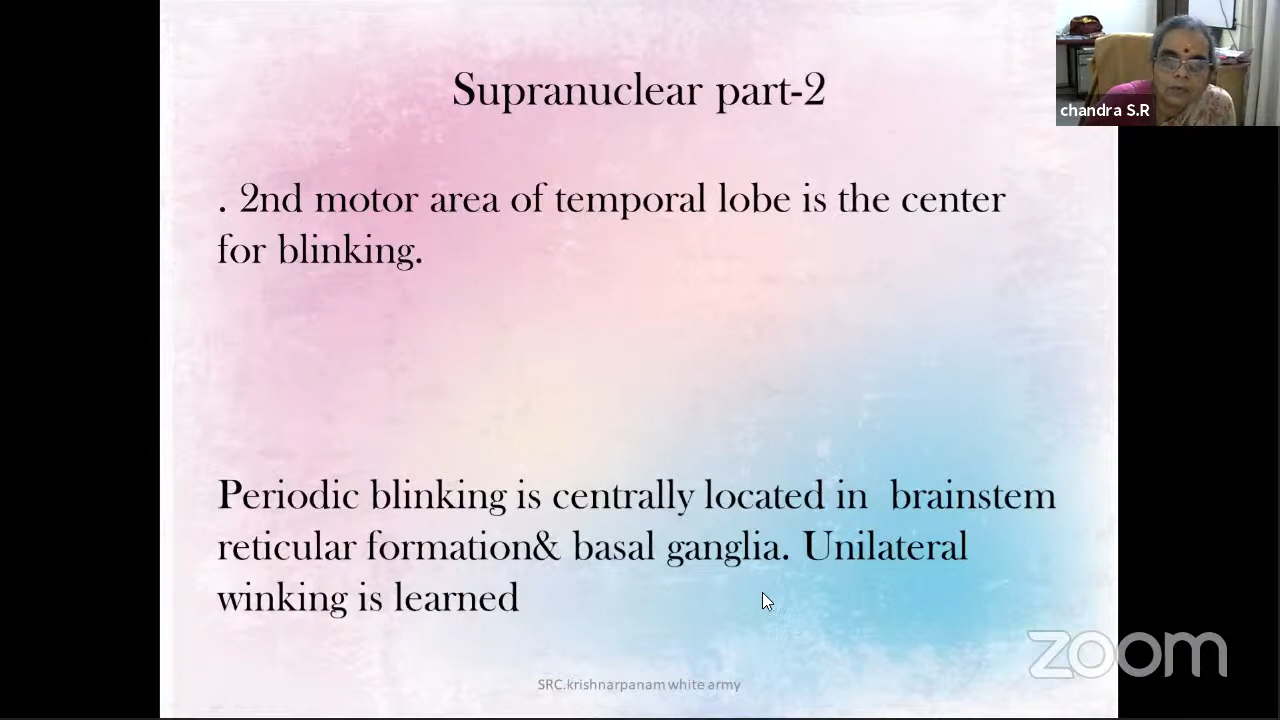 Supranuclear part-2
chandra S.R
. 2nd motor area of temporal lobe is the center
for blinking.
Periodic blinking is centrally located in  brainstem
reticular formation& basal ganglia. Unilateral
winking is learned
zoom
SRC.krishnarpanam white army